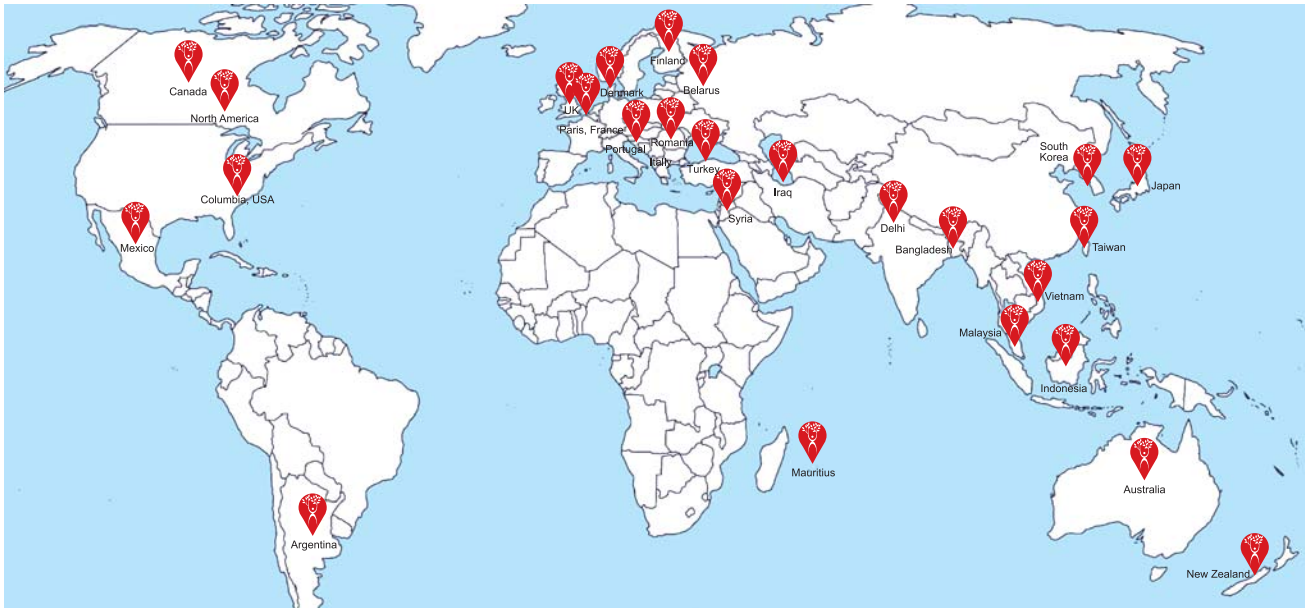 Finland
Canada
Denmark
Belarus
UK
North America
Paris, France
Romania
Portugal
Italy
Turkey
South
Korea
Japan
Iraq
Columbia, USA
Syria
Delhi
Mexico
Bangladesh
Taiwan
Vietnam
Malaysia
Indonesia
Mauritius
Australia
Argentina
New Zealand